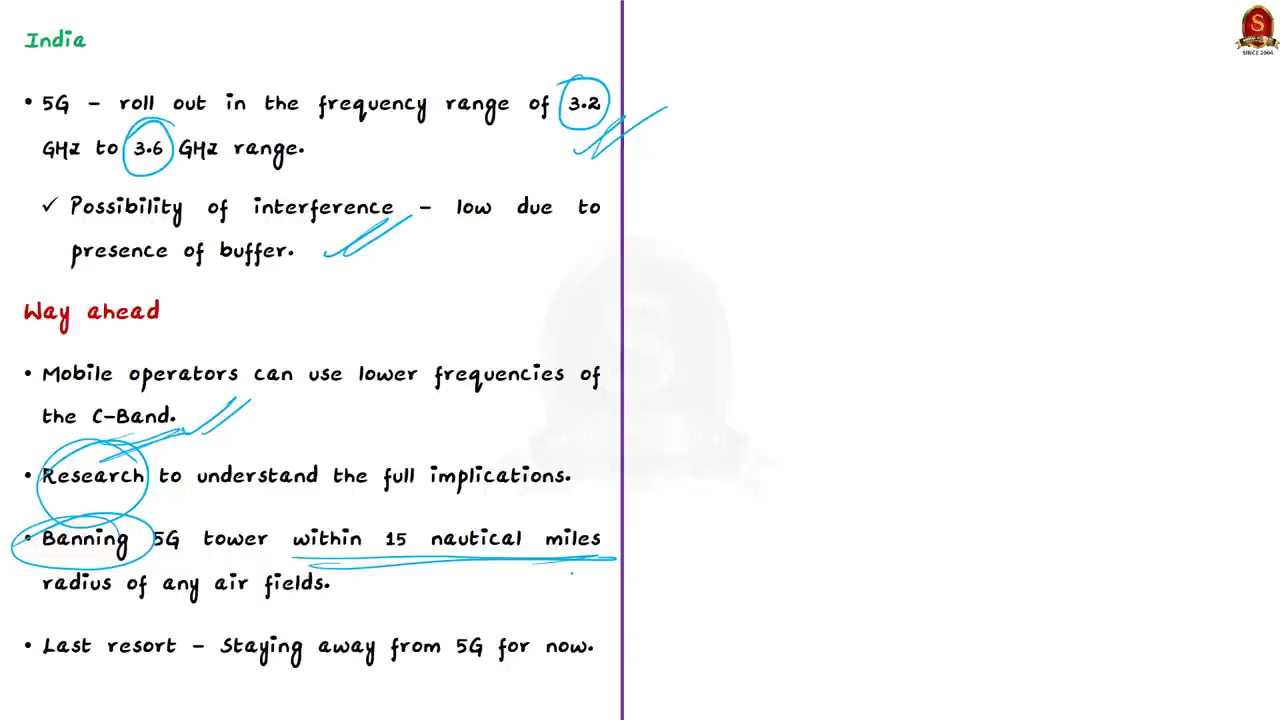 India
• 5G – roll out in the frequency range of 3.2
GHz to 3.6 GHz range.
✓ Possibility of interference – low due to
presence of buffer.
Way ahead
• Mobile operators can use lower frequencies of
the C-Band.
• Research to understand the full implications.
• Banning 5G tower within 15 nautical miles
radius of any air fields.
• Last resort – Staying away from 5G for now.
S
SINCE 2004